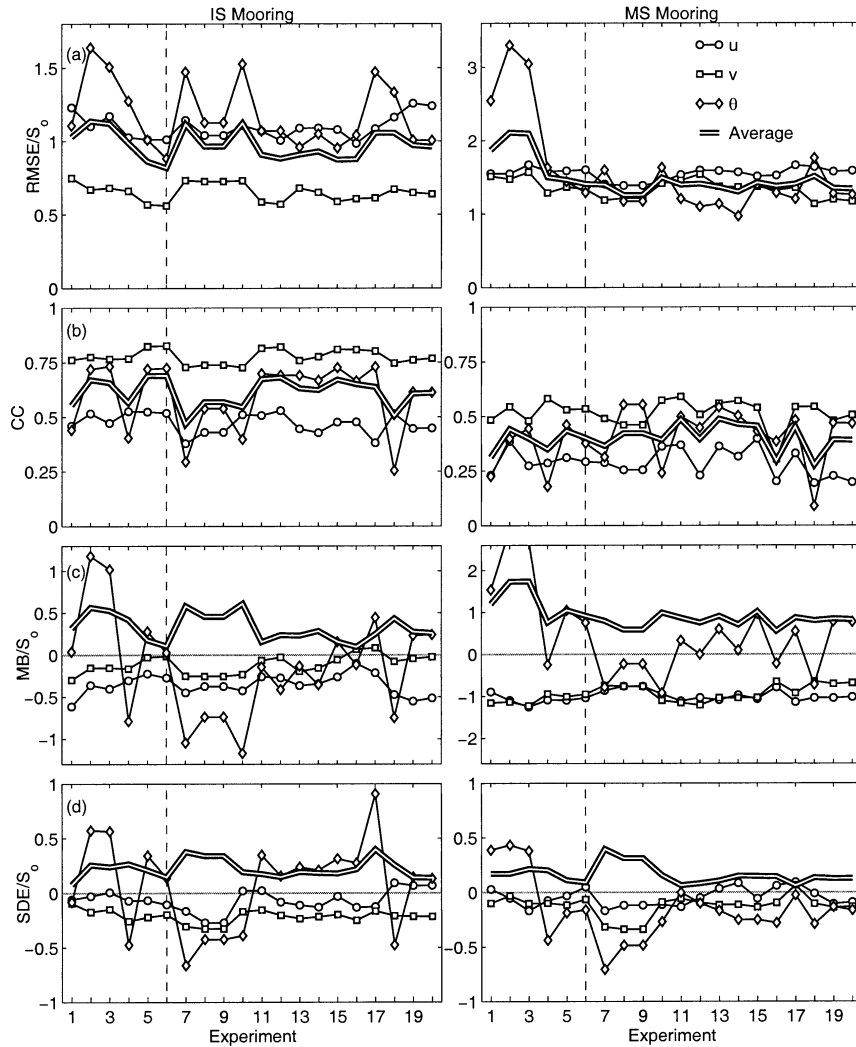 IS Mooring
MS Mooring
(a)
RMSE/So
1.5
1
0.5
0
3
2
1
0
u
v
θ
Average
(b)
CC
1
0.75
0.5
0.25
0
1
0.75
0.5
0.25
0
(c)
MB/So
1
0.5
0
−0.5
−1
2
1
0
−1
−2
(d)
SDE/So
1
0.5
0
−0.5
−1
1
0.5
0
−0.5
−1
1 3 5 7 9 11 13 15 17 19
Experiment
1 3 5 7 9 11 13 15 17 19
Experiment